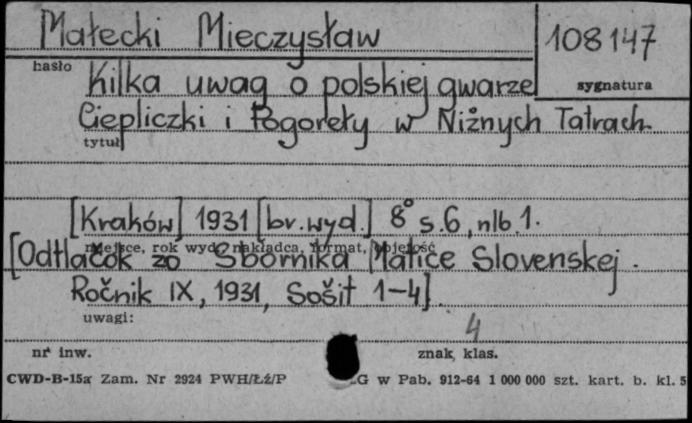 Małecki Mieczysław
108147
hasło
sygnatura
Kilka uwag o polskiej gwarze
Ciepliczki i Pogoreły w Niżnych Tatrach
tytuł
[Kraków] 1931 [br. wyd.] 8° s. 6, nlb. 1.
miejsce, rok wyd., nakładca, format, objętość
[Odtlačok zo Sborníka Matice Slovenskej.
Ročnik IX, 1931, Sošit 1-4].
uwagi:
4
nr inw.
znak klas.
CWD-B-15a Zam. Nr 2924 PWH/Łź/P G w Pab. 912-64 1 000 000 szt. kart. b. kl. 5